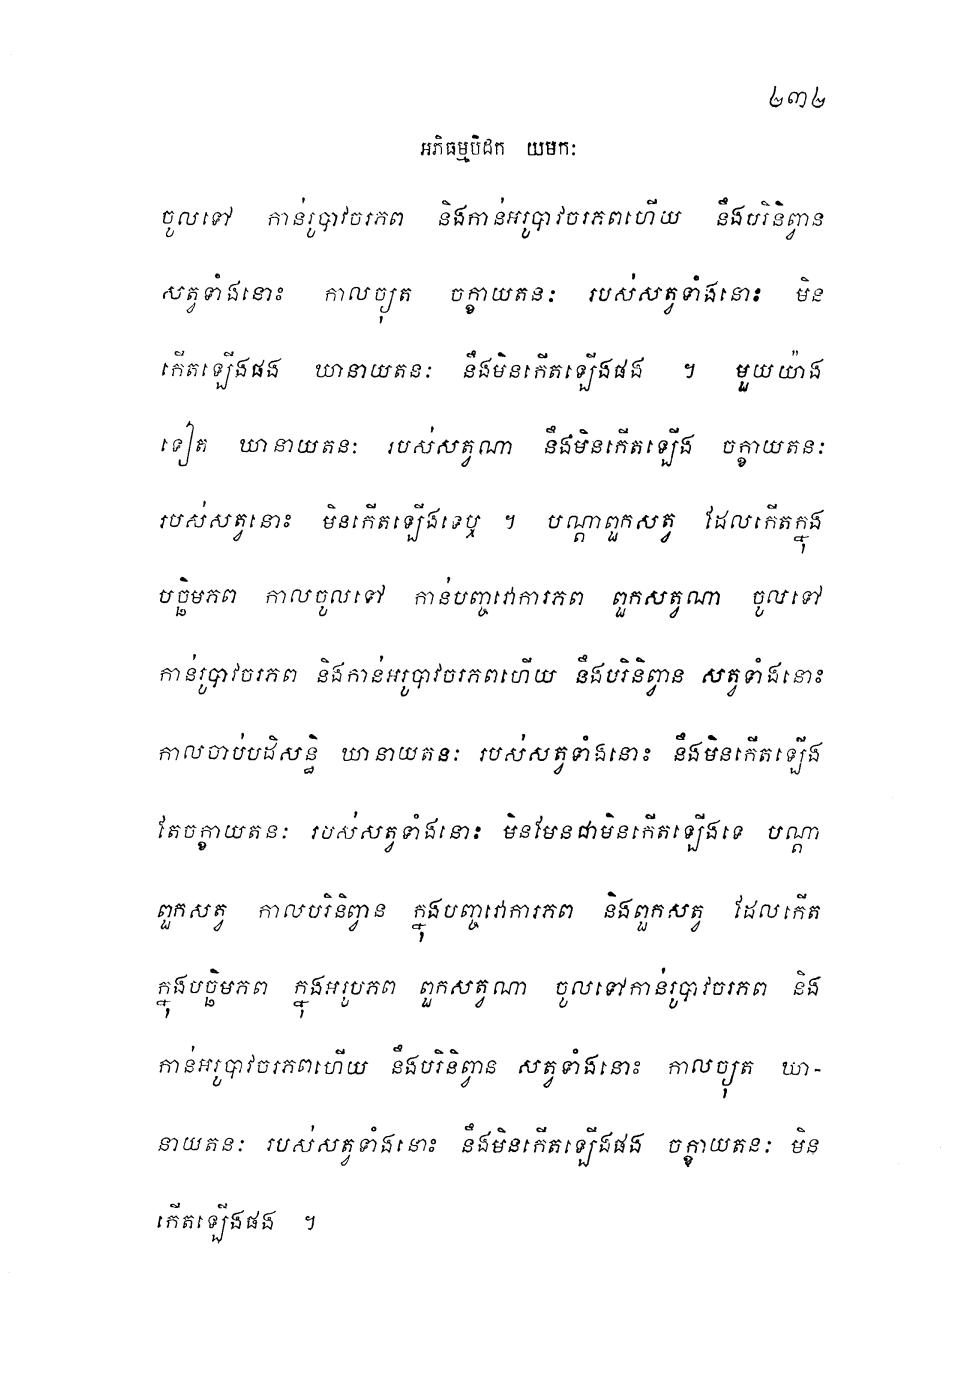 ២៣២
អភិធម្មបិដក យមកៈ
ចូលទៅ កាន់រូបាវចរភព និងកាន់អរូបាវចរភពហើយ នឹងបរិនិព្វាន
សត្វទាំងនោះ កាលច្យុត ចក្ខាយតនៈ របស់សត្វទាំងនោះ មិន
កើតឡើងផង ឃានាយតនៈ នឹងមិនកើតឡើងផង ។ មួយយ៉ាង
ទៀត ឃានាយតនៈ របស់សត្វណា នឹងមិនកើតឡើង ចក្ខាយតនៈ
របស់សត្វនោះ មិនកើតឡើងទេឬ ។ បណ្តាពួកសត្វ ដែលកើតក្នុង
បច្ឆិមភព កាលចូលទៅ កាន់បញ្ចវោការភព ពួកសត្វណា ចូលទៅ
កាន់រូបាវចរភព និងកាន់អរូបាវចរភពហើយ នឹងបរិនិព្វាន សត្វទាំងនោះ
កាលចាប់បដិសន្ធិ ឃានាយតនៈ របស់សត្វទាំងនោះ នឹងមិនកើតឡើង
តែចក្ខាយតនៈ របស់សត្វទាំងនោះ មិនមែនជាមិនកើតឡើងទេ បណ្តា
ពួកសត្វ កាលបរិនិព្វាន ក្នុងបញ្ចវោការភព និងពួកសត្វ ដែលកើត
ក្នុងបច្ឆិមភព ក្នុងអរូបភព ពួកសត្វណា ចូលទៅកាន់រូបាវចរភព និង
កាន់អរូបាវចរភពហើយ នឹងបរិនិព្វាន សត្វទាំងនោះ កាលច្យុត ឃា-
នាយតនៈ របស់សត្វទាំងនោះ នឹងមិនកើតឡើងផង ចក្ខាយតនៈ មិន
កើតឡើងផង ។